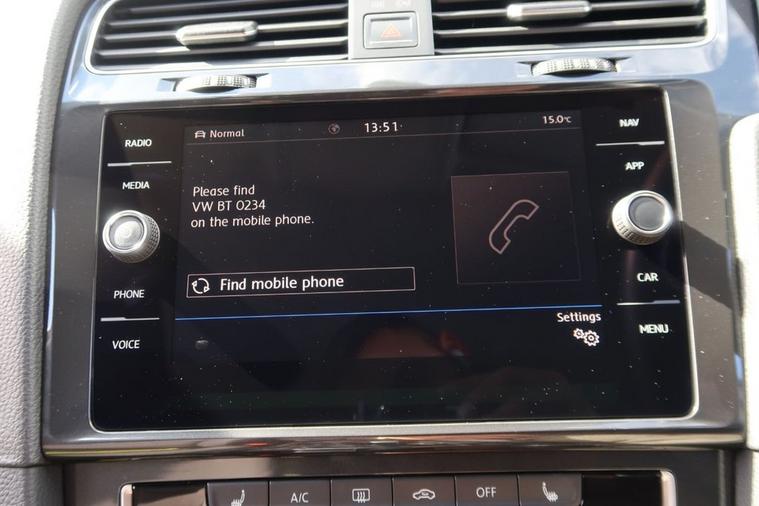 RADIO
MEDIA
PHONE
VOICE
Normal
13:51
15.0°C
Please find
VW BT 0234
on the mobile phone.
Find mobile phone
Settings
NAV
APP
CAR
MENU
A/C
OFF